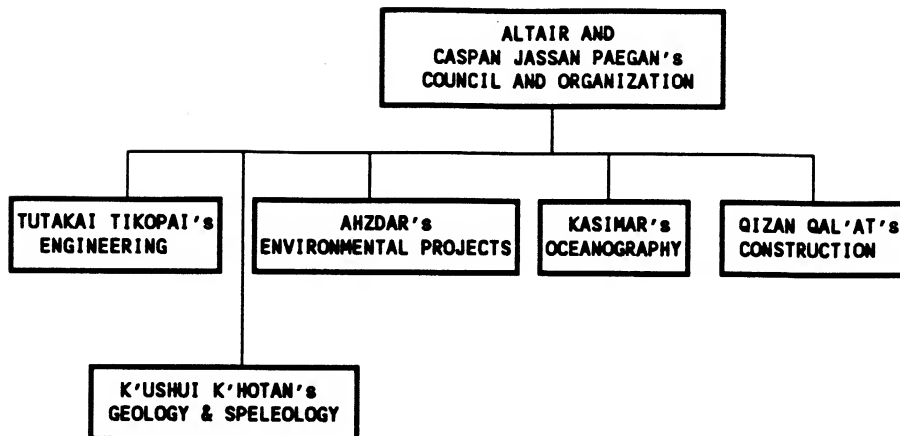 ALTAIR AND
CASPAN JASSAN PAEGAN's
COUNCIL AND ORGANIZATION
TUTAKAI TIKOPAI's
ENGINEERING
AHZDAR's
ENVIRONMENTAL PROJECTS
KASIMAR's
OCEANOGRAPHY
QIZAN QAL'AT's
CONSTRUCTION
K'USHUI K'HOTAN's
GEOLOGY & SPELEOLOGY